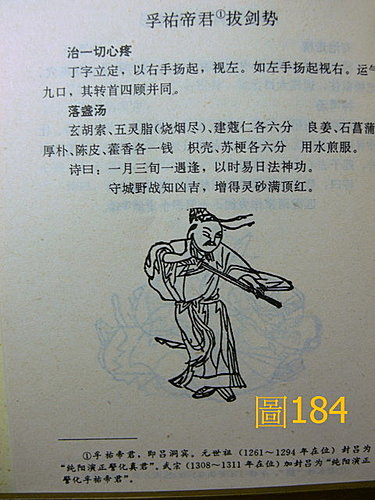 孚祐帝君①拔剑势
治一切心疼
丁字立定，以右手扬起，视左。如左手扬起视右。运气
九口，其转首四顾并同。
落盏汤
玄胡索、五灵脂（烧烟尽）、建蔻仁各六分 良姜、石菖蒲、
厚朴、陈皮、藿香各一钱 枳壳、苏梗各六分 用水煎服。
诗曰：一月三旬一遇逢，以时易日法神功。
守城野战知凶吉，增得灵砂满顶红。
圖184
①孚祐帝君，即吕洞宾。元世祖（1261～1294年在位）封吕为
“纯阳演正警化真君”。武宗（1308～1311年在位）加封吕为“纯阳演正
警化孚祐帝君”。